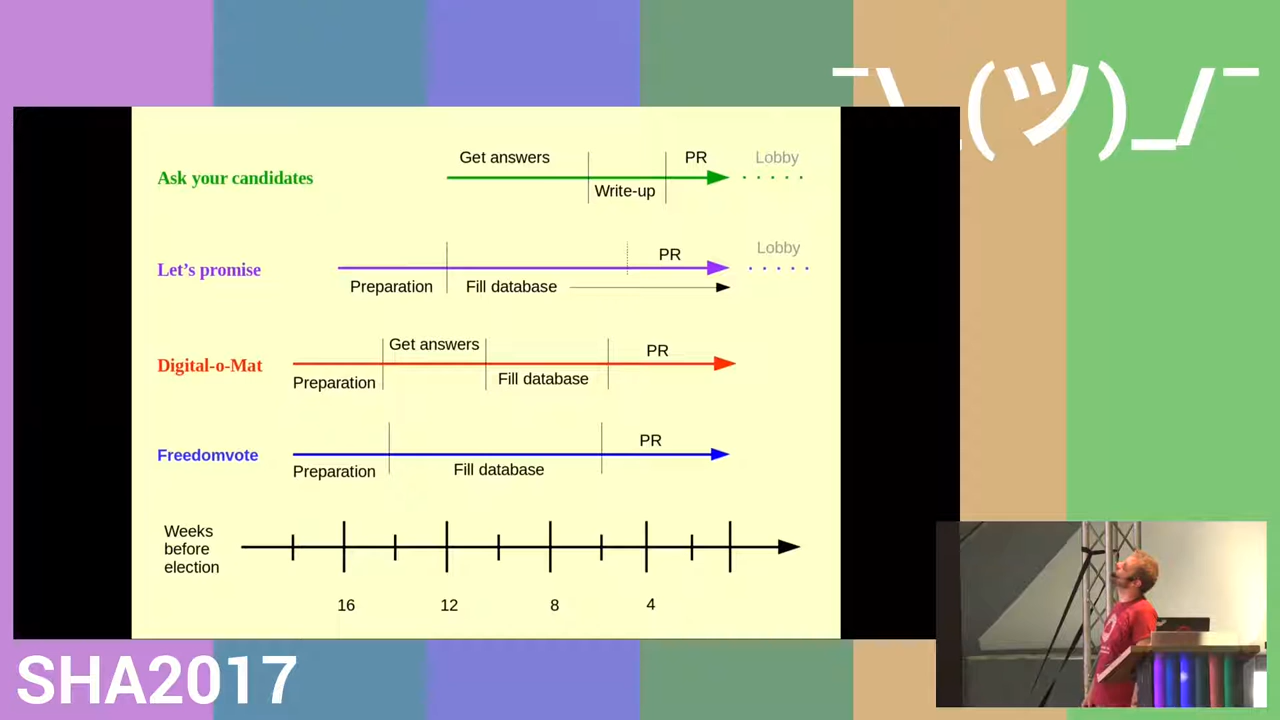 ¯\_(ツ)_/¯
Get answers
PR
Lobby
Ask your candidates
Write-up
Lobby
PR
Let's promise
Preparation
Fill database
Get answers
PR
Digital-o-Mat
Preparation
Fill database
PR
Freedomvote
Preparation
Fill database
Weeks
before
election
16
12
8
4
SHA2017